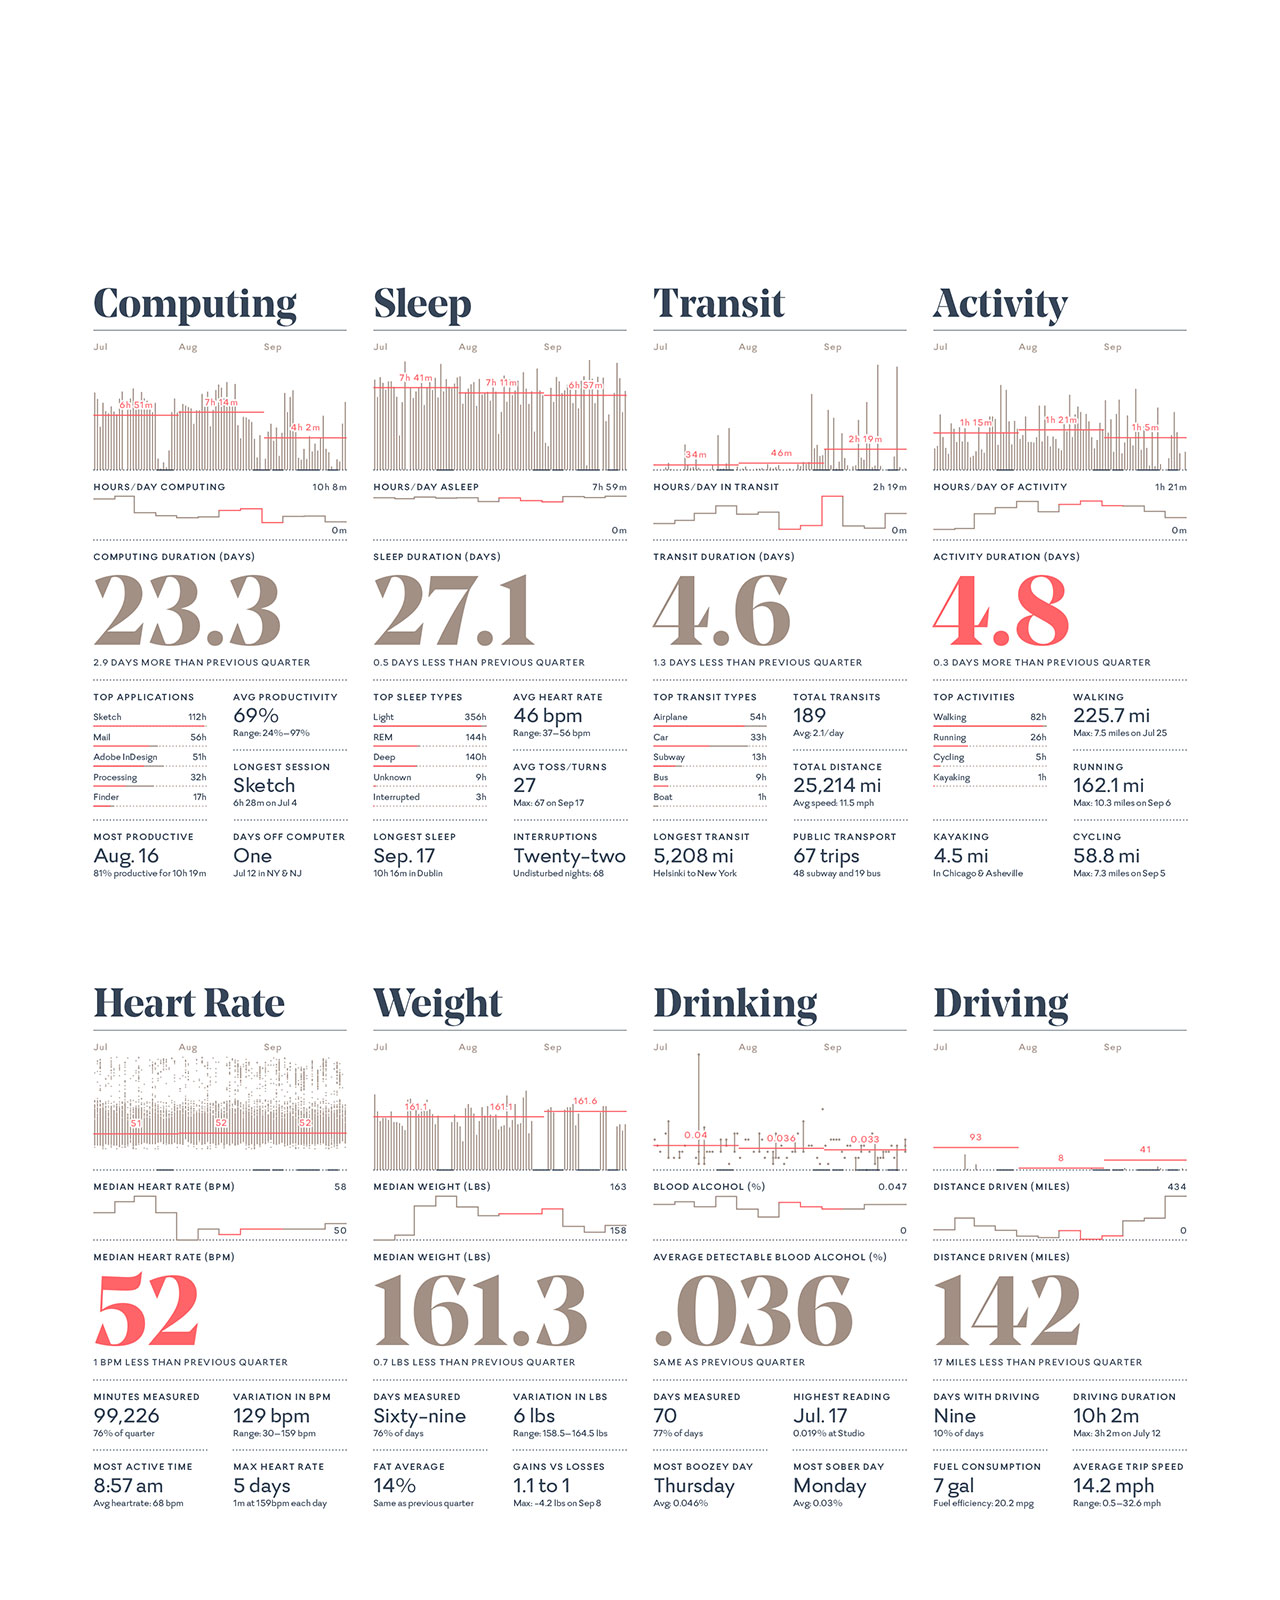 Computing
Jul Aug Sep
6h 51m
7h 14m
4h 2m
HOURS/DAY COMPUTING 10h 8m
0m
COMPUTING DURATION (DAYS)
23.3
2.9 DAYS MORE THAN PREVIOUS QUARTER
TOP APPLICATIONS
Sketch 112h
Mail 56h
Adobe InDesign 51h
Processing 32h
Finder 17h
AVG PRODUCTIVITY
69%
Range: 24%–97%
LONGEST SESSION
Sketch
6h 28m on Jul 4
MOST PRODUCTIVE
Aug. 16
81% productive for 10h 19m
DAYS OFF COMPUTER
One
Jul 12 in NY & NJ
Sleep
Jul Aug Sep
7h 41m
7h 11m
6h 57m
HOURS/DAY ASLEEP 7h 59m
0m
SLEEP DURATION (DAYS)
27.1
0.5 DAYS LESS THAN PREVIOUS QUARTER
TOP SLEEP TYPES
Light 356h
REM 144h
Deep 140h
Unknown 9h
Interrupted 3h
AVG HEART RATE
46 bpm
Range: 37–56 bpm
AVG TOSS/TURNS
27
Max: 67 on Sep 17
LONGEST SLEEP
Sep. 17
10h 16m in Dublin
INTERRUPTIONS
Twenty-two
Undisturbed nights: 68
Transit
Jul Aug Sep
34m
46m
2h 19m
HOURS/DAY IN TRANSIT 2h 19m
0m
TRANSIT DURATION (DAYS)
4.6
1.3 DAYS LESS THAN PREVIOUS QUARTER
TOP TRANSIT TYPES
Airplane 54h
Car 33h
Subway 13h
Bus 9h
Boat 1h
TOTAL TRANSITS
189
Avg: 2.1/day
TOTAL DISTANCE
25,214 mi
Avg speed: 11.5 mph
LONGEST TRANSIT
5,208 mi
Helsinki to New York
PUBLIC TRANSPORT
67 trips
48 subway and 19 bus
Activity
Jul Aug Sep
1h 15m
1h 21m
1h 5m
HOURS/DAY OF ACTIVITY 1h 21m
0m
ACTIVITY DURATION (DAYS)
4.8
0.3 DAYS MORE THAN PREVIOUS QUARTER
TOP ACTIVITIES
Walking 82h
Running 26h
Cycling 5h
Kayaking 1h
WALKING
225.7 mi
Max: 7.5 miles on Jul 25
RUNNING
162.1 mi
Max: 10.3 miles on Sep 6
KAYAKING
4.5 mi
In Chicago & Asheville
CYCLING
58.8 mi
Max: 7.3 miles on Sep 5
Heart Rate
Jul Aug Sep
51
52
52
MEDIAN HEART RATE (BPM) 58
50
MEDIAN HEART RATE (BPM)
52
1 BPM LESS THAN PREVIOUS QUARTER
MINUTES MEASURED
99,226
76% of quarter
VARIATION IN BPM
129 bpm
Range: 30–159 bpm
MOST ACTIVE TIME
8:57 am
Avg heartrate: 68 bpm
MAX HEART RATE
5 days
1m at 159bpm each day
Weight
Jul Aug Sep
161.1
161.1
161.6
MEDIAN WEIGHT (LBS) 163
158
MEDIAN WEIGHT (LBS)
161.3
0.7 LBS LESS THAN PREVIOUS QUARTER
DAYS MEASURED
Sixty-nine
76% of days
VARIATION IN LBS
6 lbs
Range: 158.5–164.5 lbs
FAT AVERAGE
14%
Same as previous quarter
GAINS VS LOSSES
1.1 to 1
Max: -4.2 lbs on Sep 8
Drinking
Jul Aug Sep
0.04
0.036
0.033
BLOOD ALCOHOL (%) 0.047
0
AVERAGE DETECTABLE BLOOD ALCOHOL (%)
.036
SAME AS PREVIOUS QUARTER
DAYS MEASURED
70
77% of days
HIGHEST READING
Jul. 17
0.019% at Studio
MOST BOOZEY DAY
Thursday
Avg: 0.046%
MOST SOBER DAY
Monday
Avg: 0.03%
Driving
Jul Aug Sep
93
8
41
DISTANCE DRIVEN (MILES) 434
0
DISTANCE DRIVEN (MILES)
142
17 MILES LESS THAN PREVIOUS QUARTER
DAYS WITH DRIVING
Nine
10% of days
DRIVING DURATION
10h 2m
Max: 3h 2m on July 12
FUEL CONSUMPTION
7 gal
Fuel efficiency: 20.2 mpg
AVERAGE TRIP SPEED
14.2 mph
Range: 0.5–32.6 mph